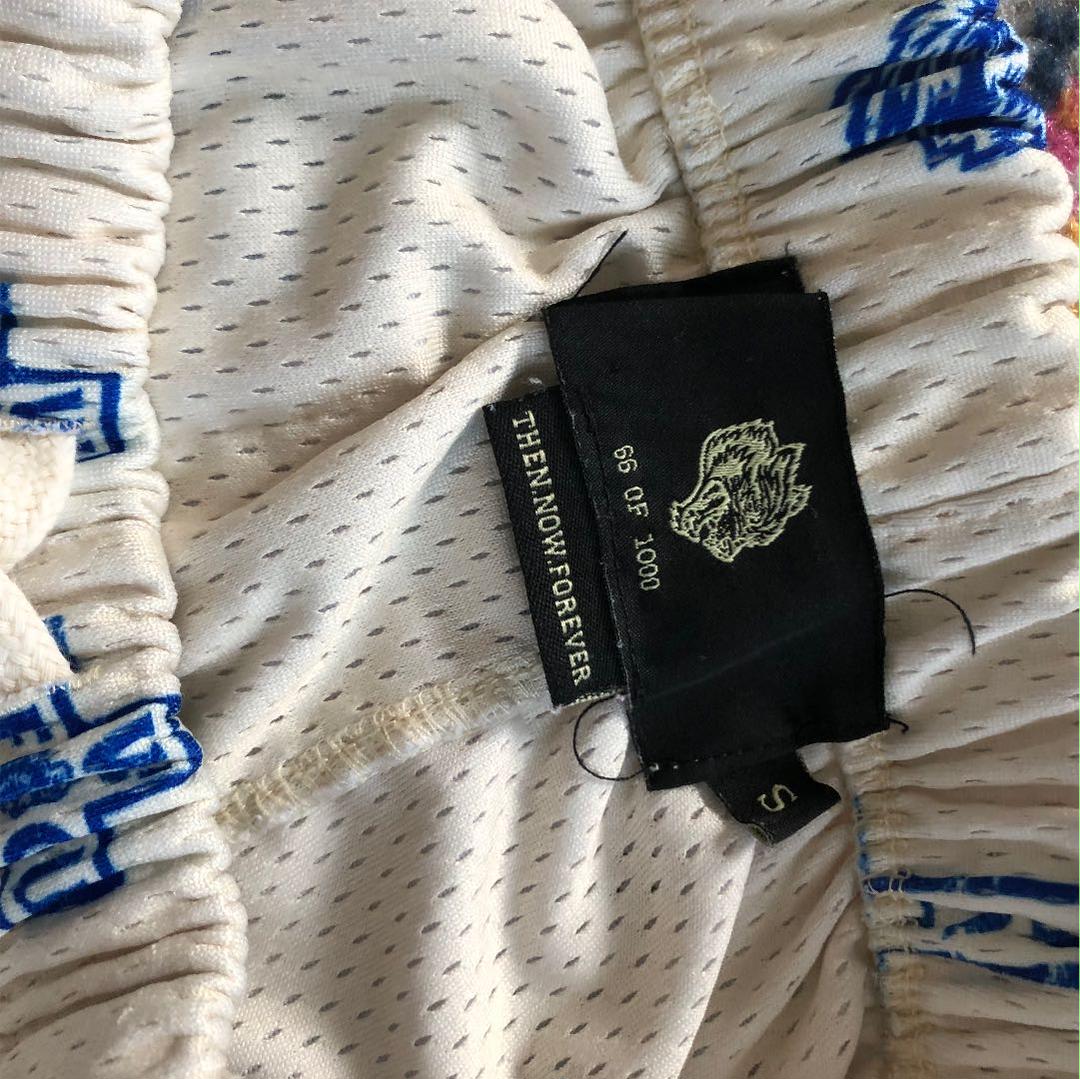 66 OF 1000
THEN.NOW.FOREVER
S